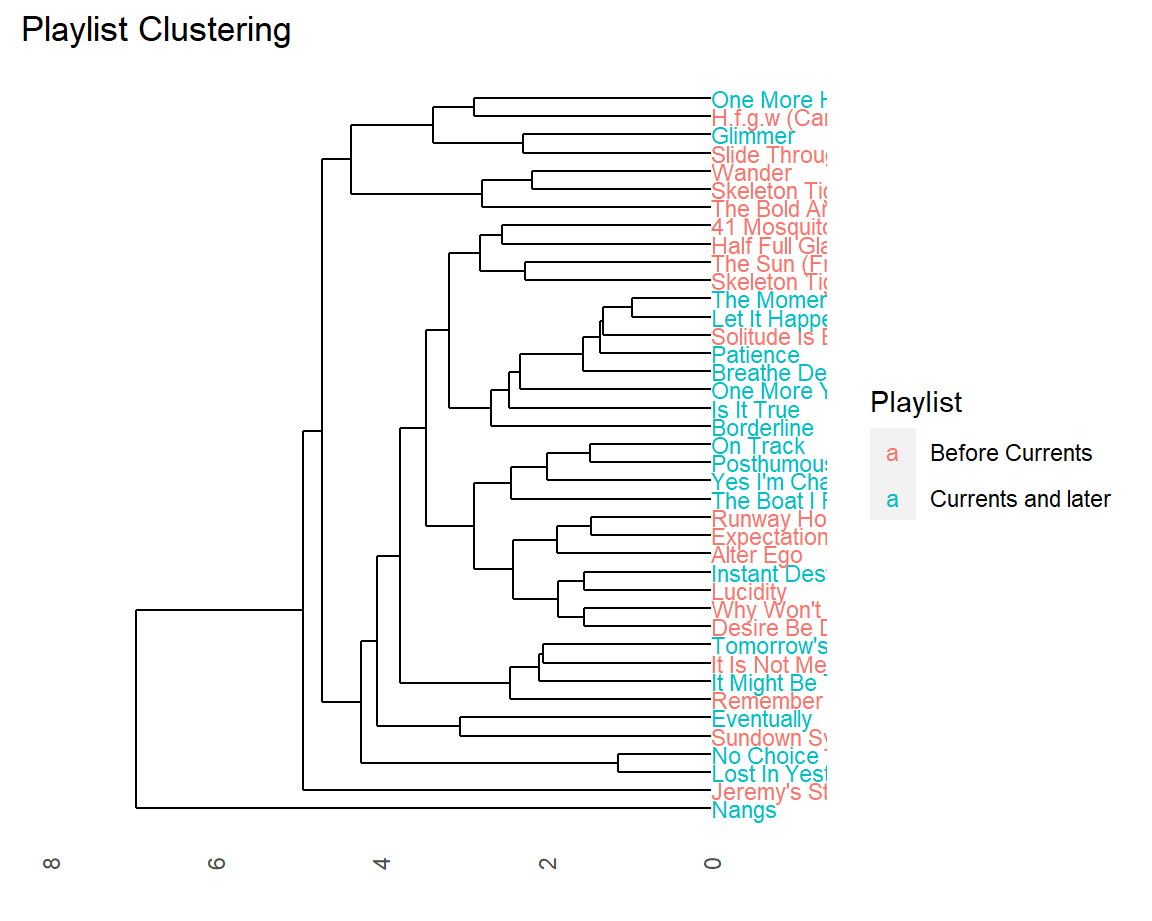 Playlist Clustering
One More H
H.f.g.w (Can
Glimmer
Slide Throug
Wander
Skeleton Tig
The Bold Ar
41 Mosquito
Half Full Gla
The Sun (Fr
Skeleton Tig
The Momen
Let It Happe
Solitude Is B
Patience
Breathe De
One More Y
Is It True
Borderline
On Track
Posthumous
Yes I'm Cha
The Boat I R
Runway Ho
Expectation
Alter Ego
Instant Dest
Lucidity
Why Won't
Desire Be D
Tomorrow's
It Is Not Me
It Might Be T
Remember
Eventually
Sundown Sy
No Choice
Lost In Yest
Jeremy's St
Nangs
Playlist
a Before Currents
a Currents and later
8 6 4 2 0